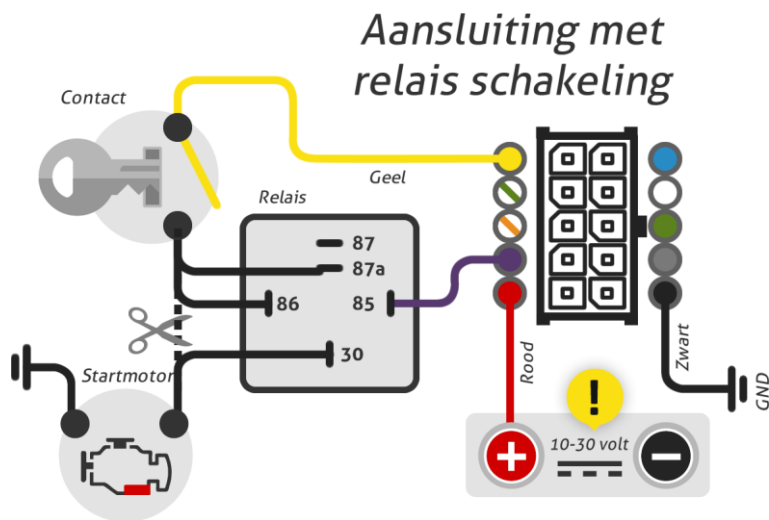 Aansluiting met
relais schakeling
Contact
Geel
Relais
87
87a
86
85
30
Startmotor
Rood
Zwart
GND
!
10-30 volt
+
−